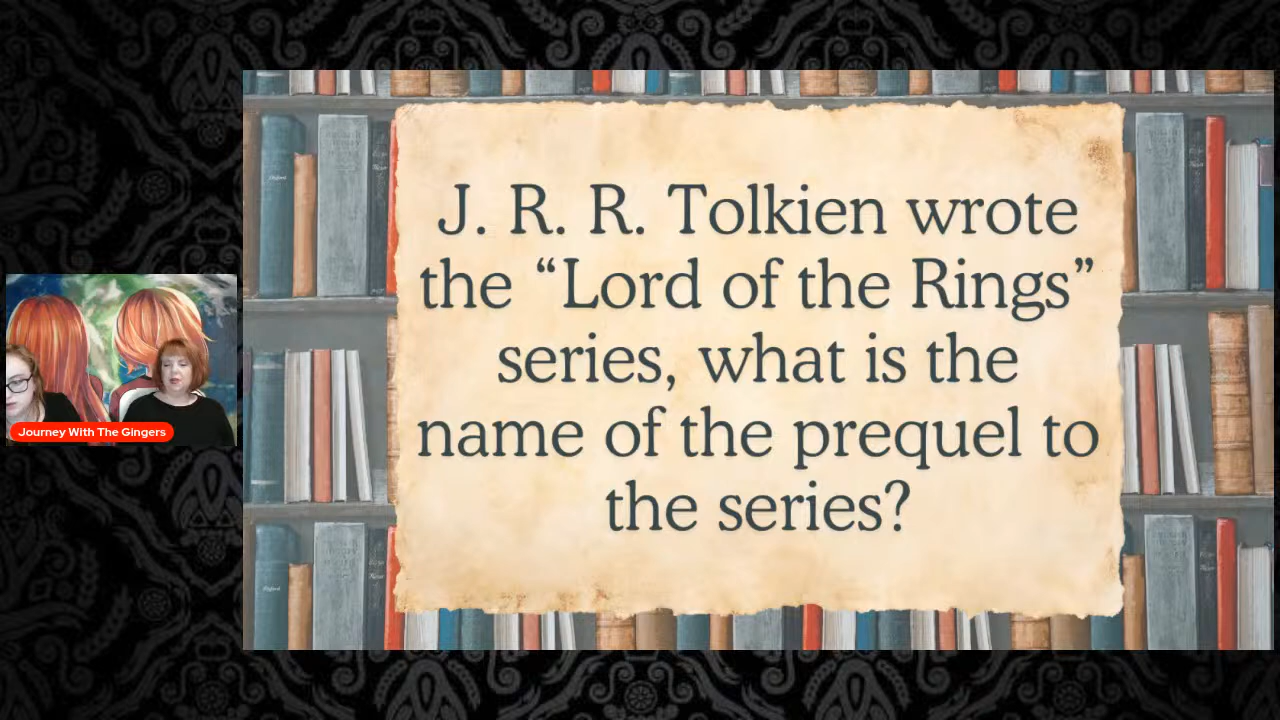 J. R. R. Tolkien wrote
the “Lord of the Rings”
series, what is the
name of the prequel to
the series?
Journey With The Gingers